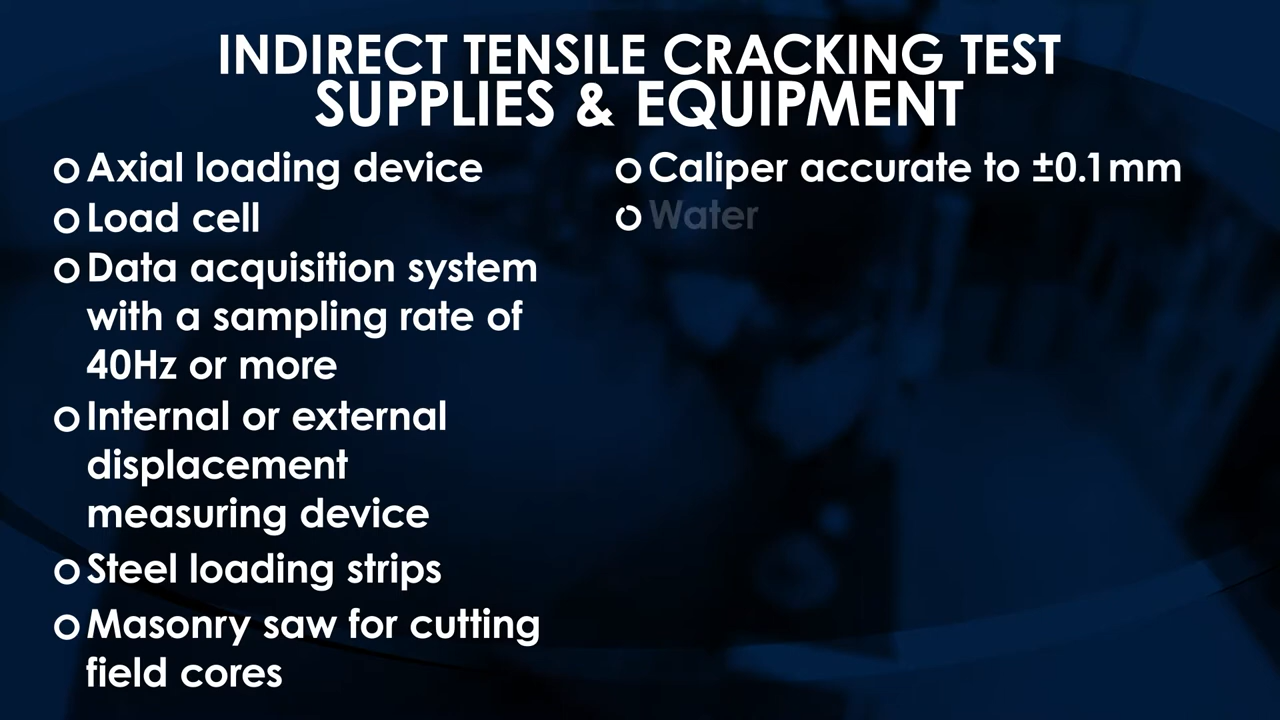 INDIRECT TENSILE CRACKING TEST
SUPPLIES & EQUIPMENT
Axial loading device
Load cell
Data acquisition system
with a sampling rate of
40Hz or more
Internal or external
displacement
measuring device
Steel loading strips
Masonry saw for cutting
field cores
Caliper accurate to ±0.1mm
Water